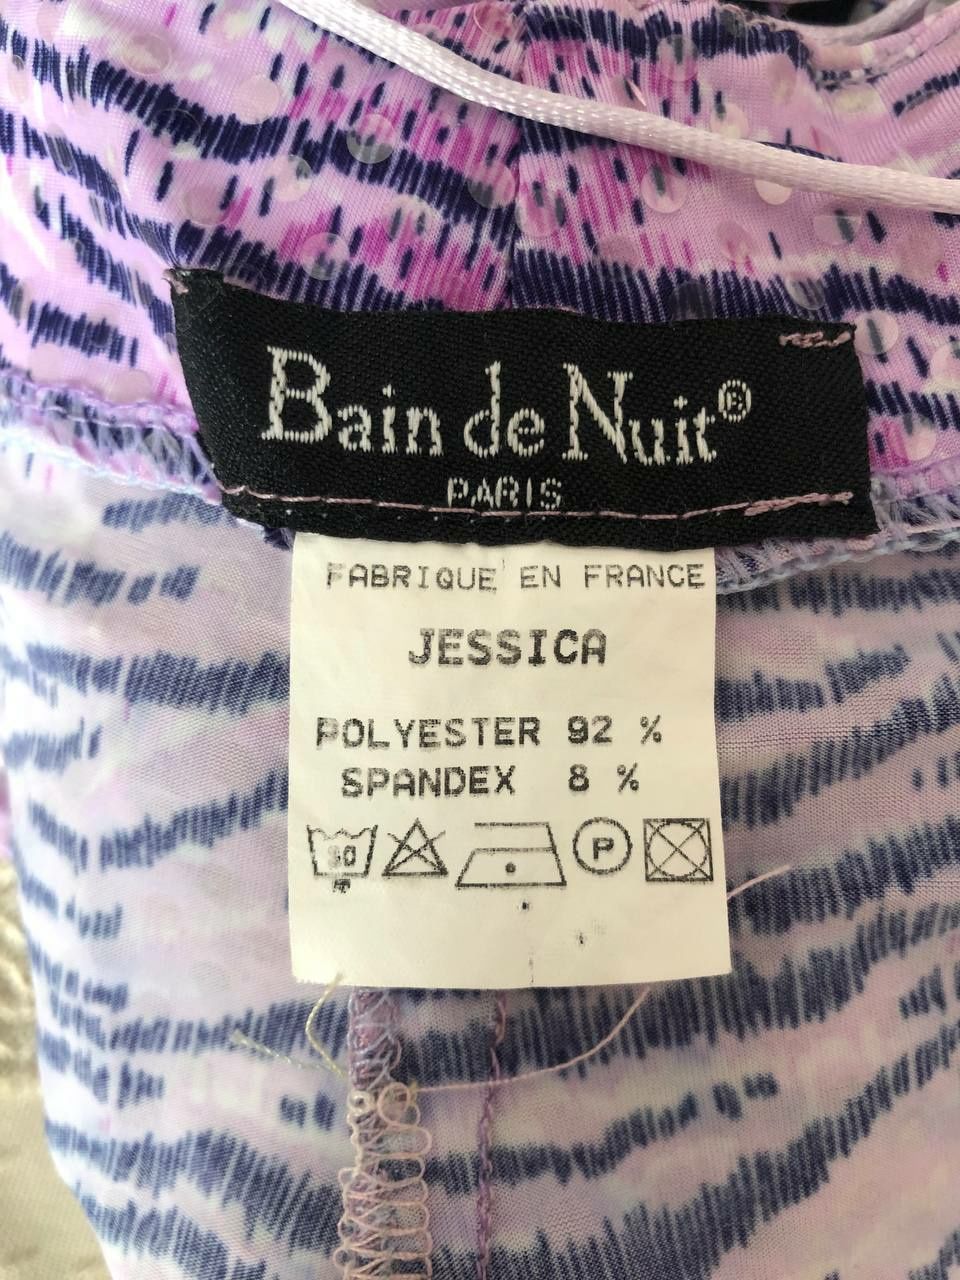 Bain de Nuit®
PARIS
FABRIQUE EN FRANCE
JESSICA
POLYESTER 92 %
SPANDEX 8 %
30
P